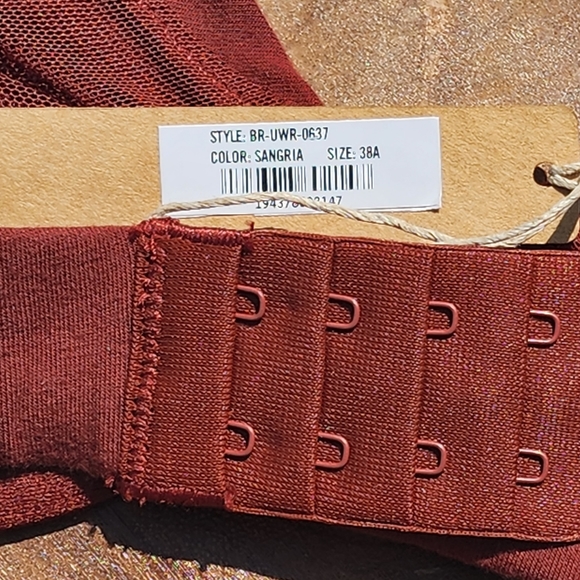 STYLE: BR-UWR-0637
COLOR: SANGRIA SIZE: 38A